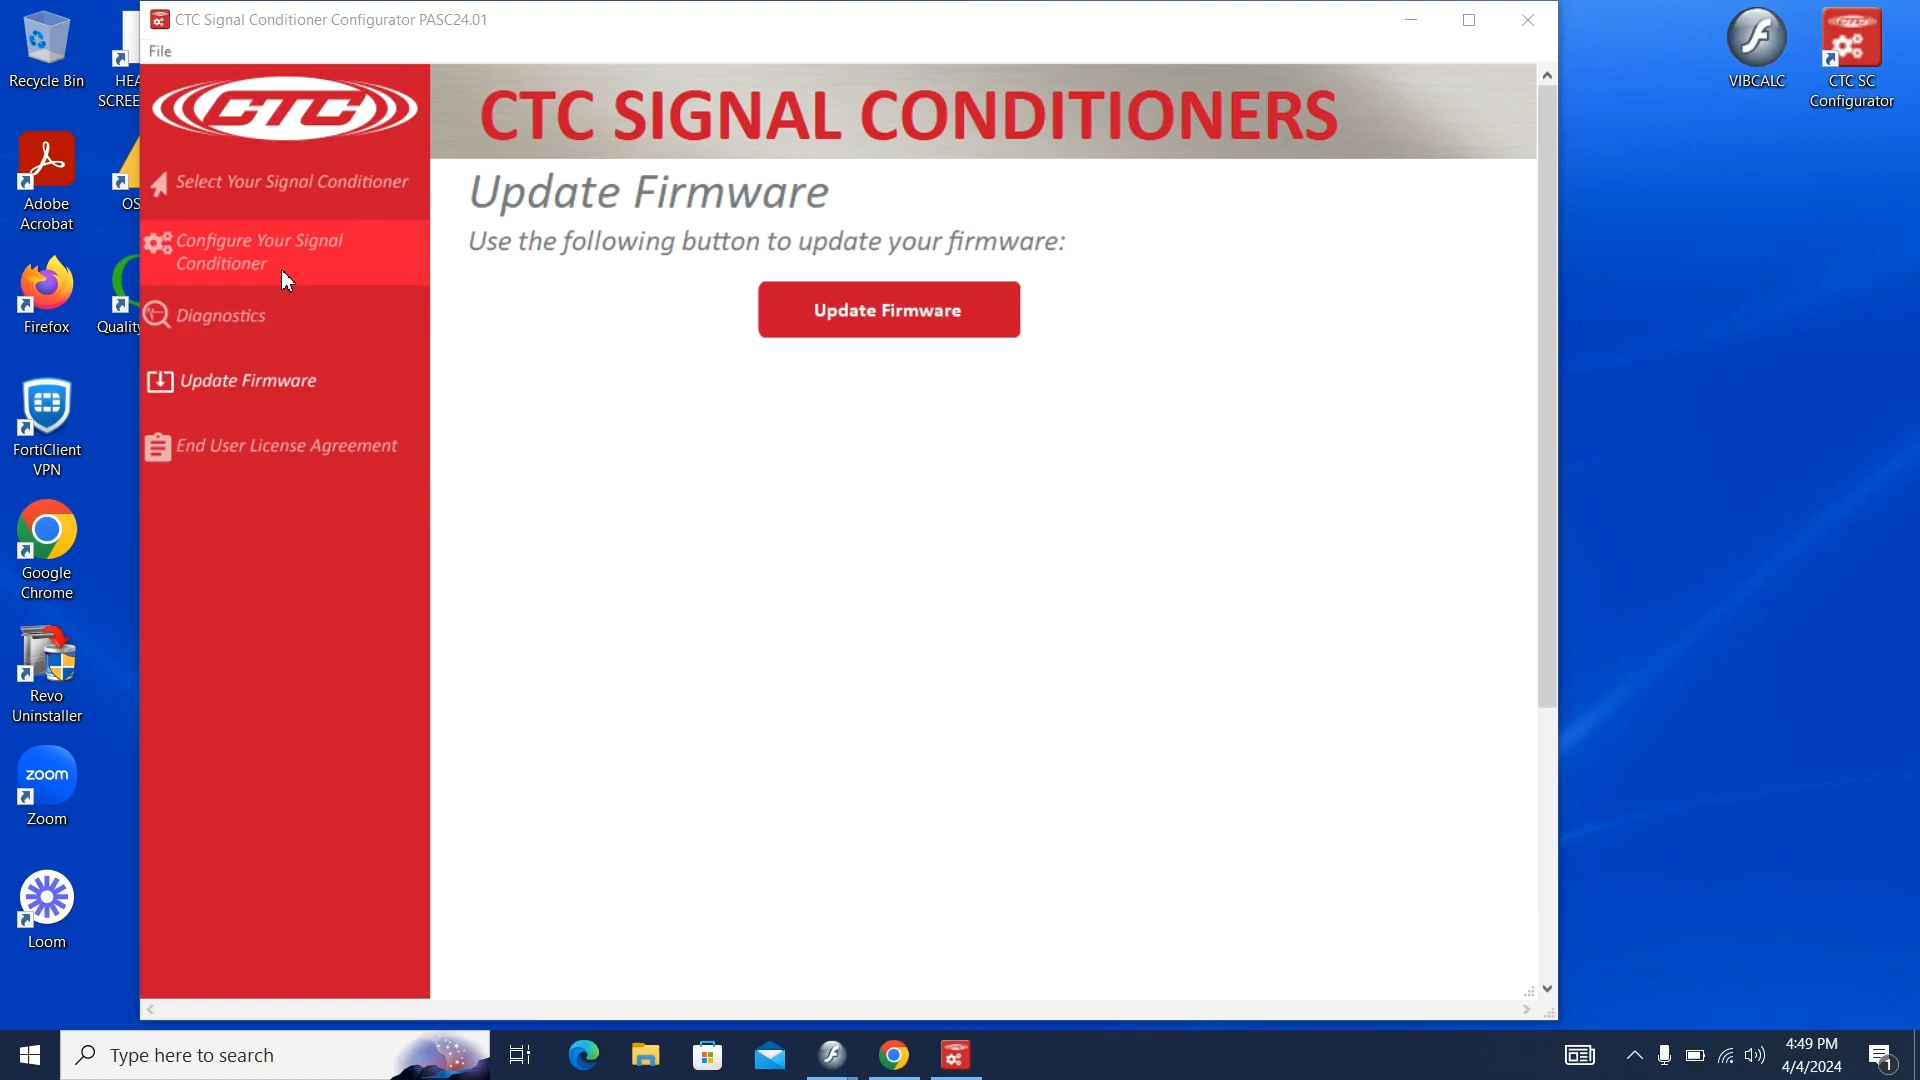 CTC Signal Conditioner Configurator PASC24.01
File
CTC
CTC SIGNAL CONDITIONERS
Select Your Signal Conditioner
Configure Your Signal
Conditioner
Diagnostics
Update Firmware
End User License Agreement
Update Firmware
Use the following button to update your firmware:
Update Firmware
Recycle Bin
HEA
SCREE
Adobe
Acrobat
OS
Firefox
Quality
FortiClient
VPN
Google
Chrome
Revo
Uninstaller
zoom
Zoom
Loom
VIBCALC
CTC SC
Configurator
Type here to search
4:49 PM
4/4/2024
1